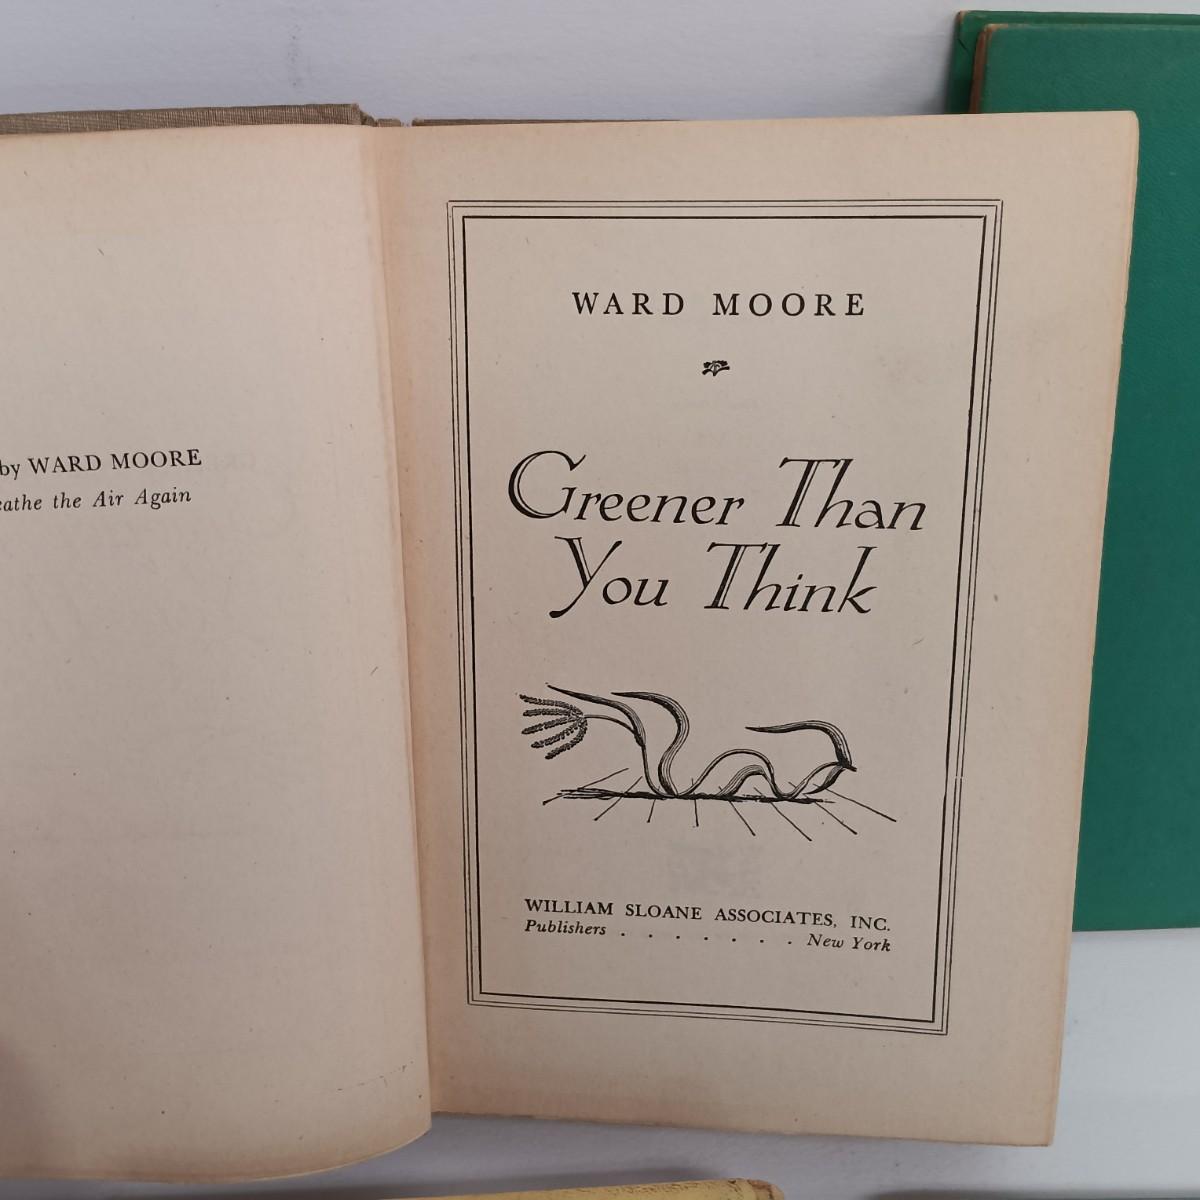 by WARD MOORE
the Air Again
WARD MOORE
Greener Than
You Think
WILLIAM SLOANE ASSOCIATES, INC.
Publishers . . . . . . . New York